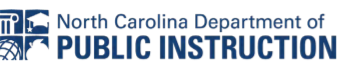 North Carolina Department of
PUBLIC INSTRUCTION